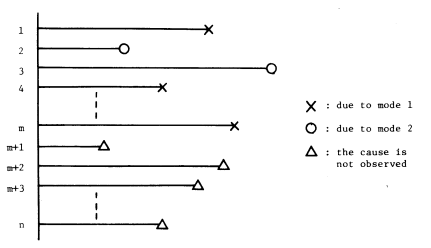 1
2
3
4
m
m+1
m+2
m+3
n
X : due to mode 1
O : due to mode 2
△ : the cause is
not observed